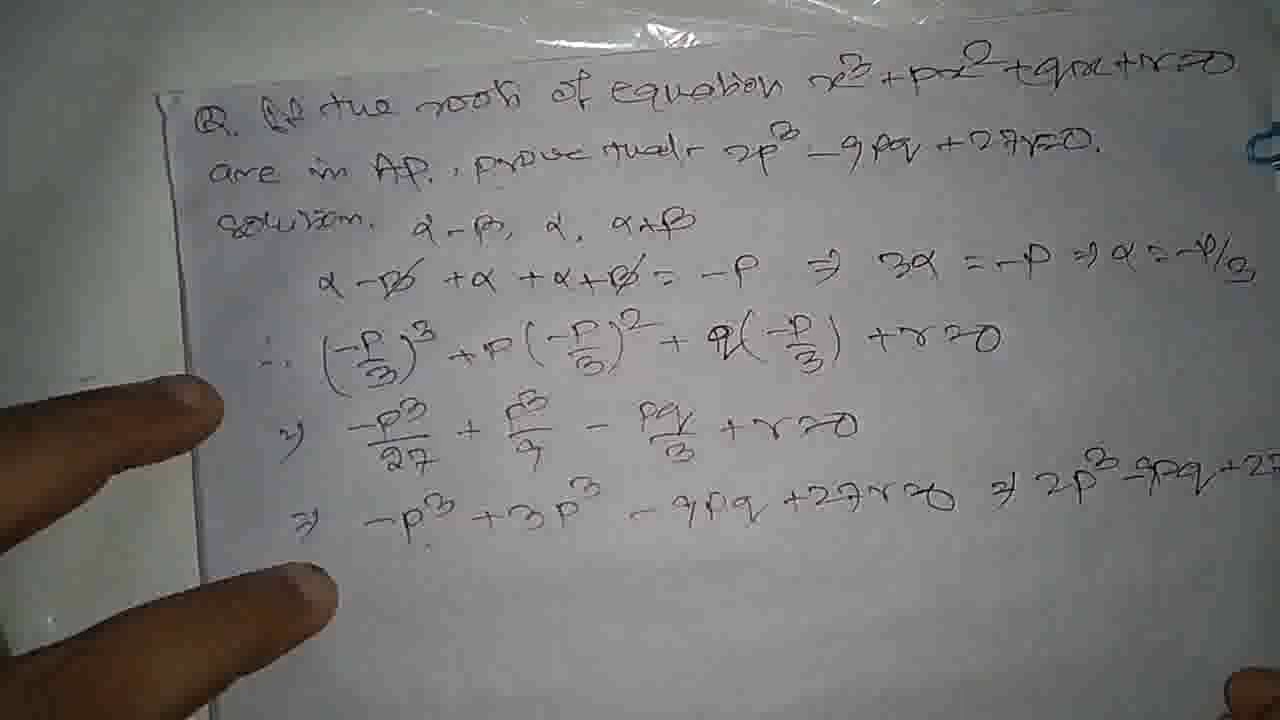 Q. If the roots of equation x³+px²+qx+r=0
are in AP., prove that 2p³-9pq+27r=0.
solution. α-β, α, α+β
α-β+α+α+β=-p ⇒ 3α=-p ⇒ α=-p/3
∴ (-p/3)³+p(-p/3)²+q(-p/3)+r=0
⇒ -p³/27+p³/9-pq/3+r=0
⇒ -p³+3p³-9pq+27r=0 ⇒ 2p³-9pq+27